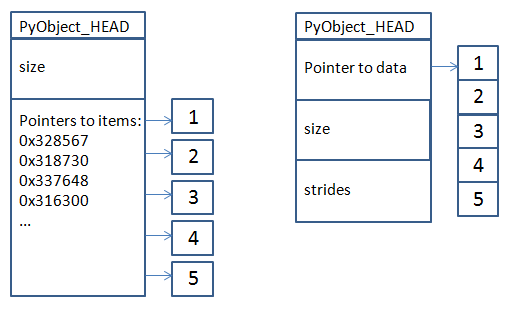 PyObject_HEAD
size
Pointers to items:
0x328567
0x318730
0x337648
0x316300
...
1
2
3
4
5
PyObject_HEAD
Pointer to data
size
strides
1
2
3
4
5